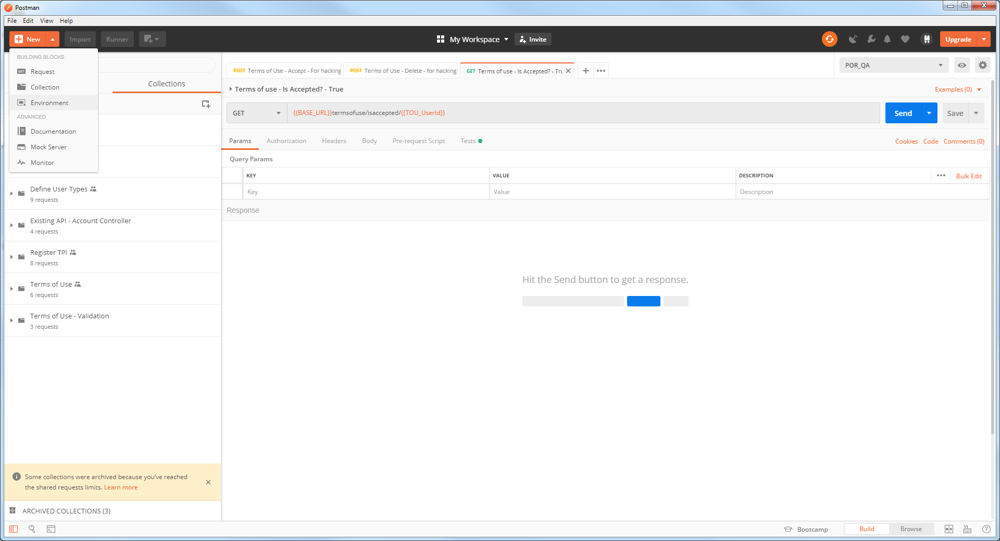 Postman
File Edit View Help
New Import Runner My Workspace Invite Upgrade
BUILDING BLOCKS
GET Request
Collection
Environment
ADVANCED
Documentation
Mock Server
Monitor
Collections
Define User Types
9 requests
Existing API - Account Controller
4 requests
Register TPI
8 requests
Terms of Use
6 requests
Terms of Use - Validation
3 requests
Some collections were archived because you've reached
the shared requests limits. Learn more
ARCHIVED COLLECTIONS (3)
POST Terms of Use - Accept - For hacking
POST Terms of Use - Delete - for hacking
GET Terms of use - Is Accepted? - Tru
POR_QA
Terms of use - Is Accepted? - True
Examples (0)
GET {{BASE_URL}}termsofuse/isaccepted/{{TOU_UserId}}
Send Save
Params Authorization Headers Body Pre-request Script Tests
Cookies Code Comments (0)
Query Params
KEY VALUE DESCRIPTION Bulk Edit
Key Value Description
Response
Hit the Send button to get a response.
Bootcamp Build Browse